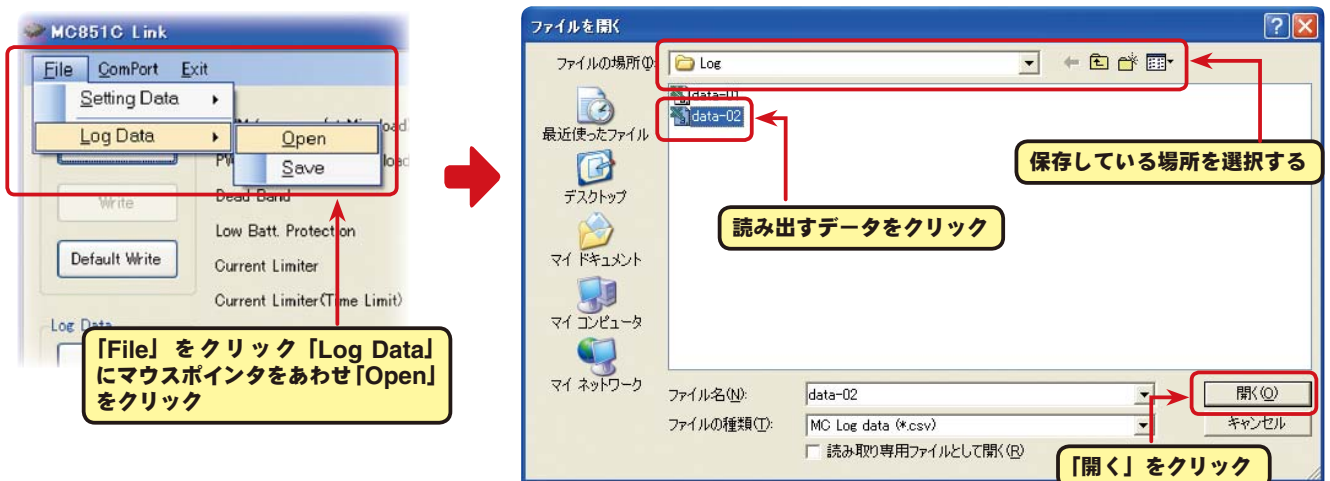 MC851C Link
File ComPort Exit
Setting Data
Log Data
Open
Save
Write
Dead Band
Low Batt. Protection
Default Write
Current Limiter
Current Limiter(Time Limit)
Log Data
「File」をクリック「Log Data」
にマウスポインタをあわせ「Open」
をクリック
ファイルを開く
ファイルの場所(I):
Log
data-01
data-02
最近使ったファイル
デスクトップ
マイ ドキュメント
マイ コンピュータ
マイ ネットワーク
保存している場所を選択する
読み出すデータをクリック
ファイル名(N):
data-02
開く(O)
ファイルの種類(T):
MC Log data (*.csv)
キャンセル
読み取り専用ファイルとして開く(R)
「開く」をクリック